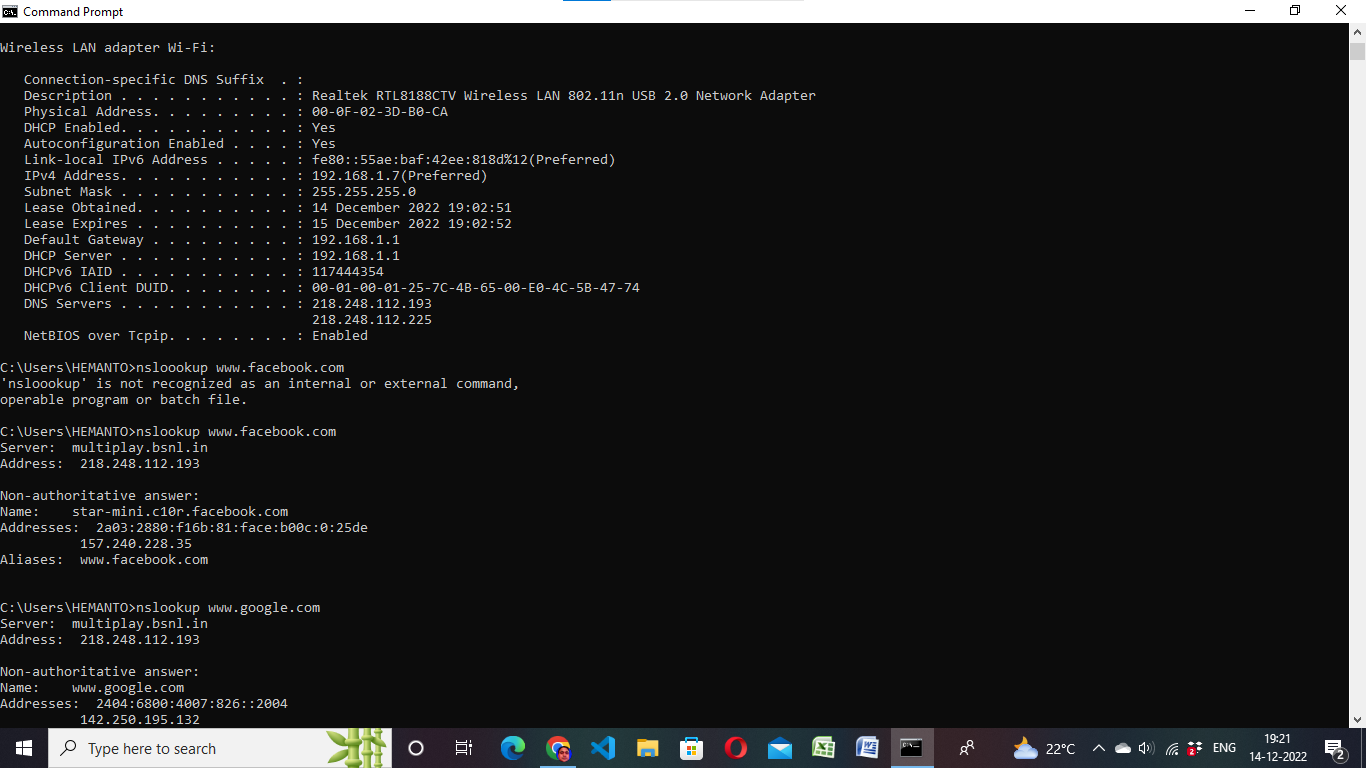 Command Prompt
Wireless LAN adapter Wi-Fi:
Connection-specific DNS Suffix  . :
Description . . . . . . . . . . . : Realtek RTL8188CTV Wireless LAN 802.11n USB 2.0 Network Adapter
Physical Address. . . . . . . . . : 00-0F-02-3D-B0-CA
DHCP Enabled. . . . . . . . . . . : Yes
Autoconfiguration Enabled . . . . : Yes
Link-local IPv6 Address . . . . . : fe80::55ae:baf:42ee:818d%12(Preferred)
IPv4 Address. . . . . . . . . . . : 192.168.1.7(Preferred)
Subnet Mask . . . . . . . . . . . : 255.255.255.0
Lease Obtained. . . . . . . . . . : 14 December 2022 19:02:51
Lease Expires . . . . . . . . . . : 15 December 2022 19:02:52
Default Gateway . . . . . . . . . : 192.168.1.1
DHCP Server . . . . . . . . . . . : 192.168.1.1
DHCPv6 IAID . . . . . . . . . . . : 117444354
DHCPv6 Client DUID. . . . . . . . : 00-01-00-01-25-7C-4B-65-00-E0-4C-5B-47-74
DNS Servers . . . . . . . . . . . : 218.248.112.193
218.248.112.225
NetBIOS over Tcpip. . . . . . . . : Enabled
C:\Users\HEMANTO>nsloookup www.facebook.com
'nsloookup' is not recognized as an internal or external command,
operable program or batch file.
C:\Users\HEMANTO>nslookup www.facebook.com
Server:  multiplay.bsnl.in
Address:  218.248.112.193
Non-authoritative answer:
Name:    star-mini.c10r.facebook.com
Addresses:  2a03:2880:f16b:81:face:b00c:0:25de
157.240.228.35
Aliases:  www.facebook.com
C:\Users\HEMANTO>nslookup www.google.com
Server:  multiplay.bsnl.in
Address:  218.248.112.193
Non-authoritative answer:
Name:    www.google.com
Addresses:  2404:6800:4007:826::2004
142.250.195.132
Type here to search
22°C
ENG
19:21
14-12-2022
2